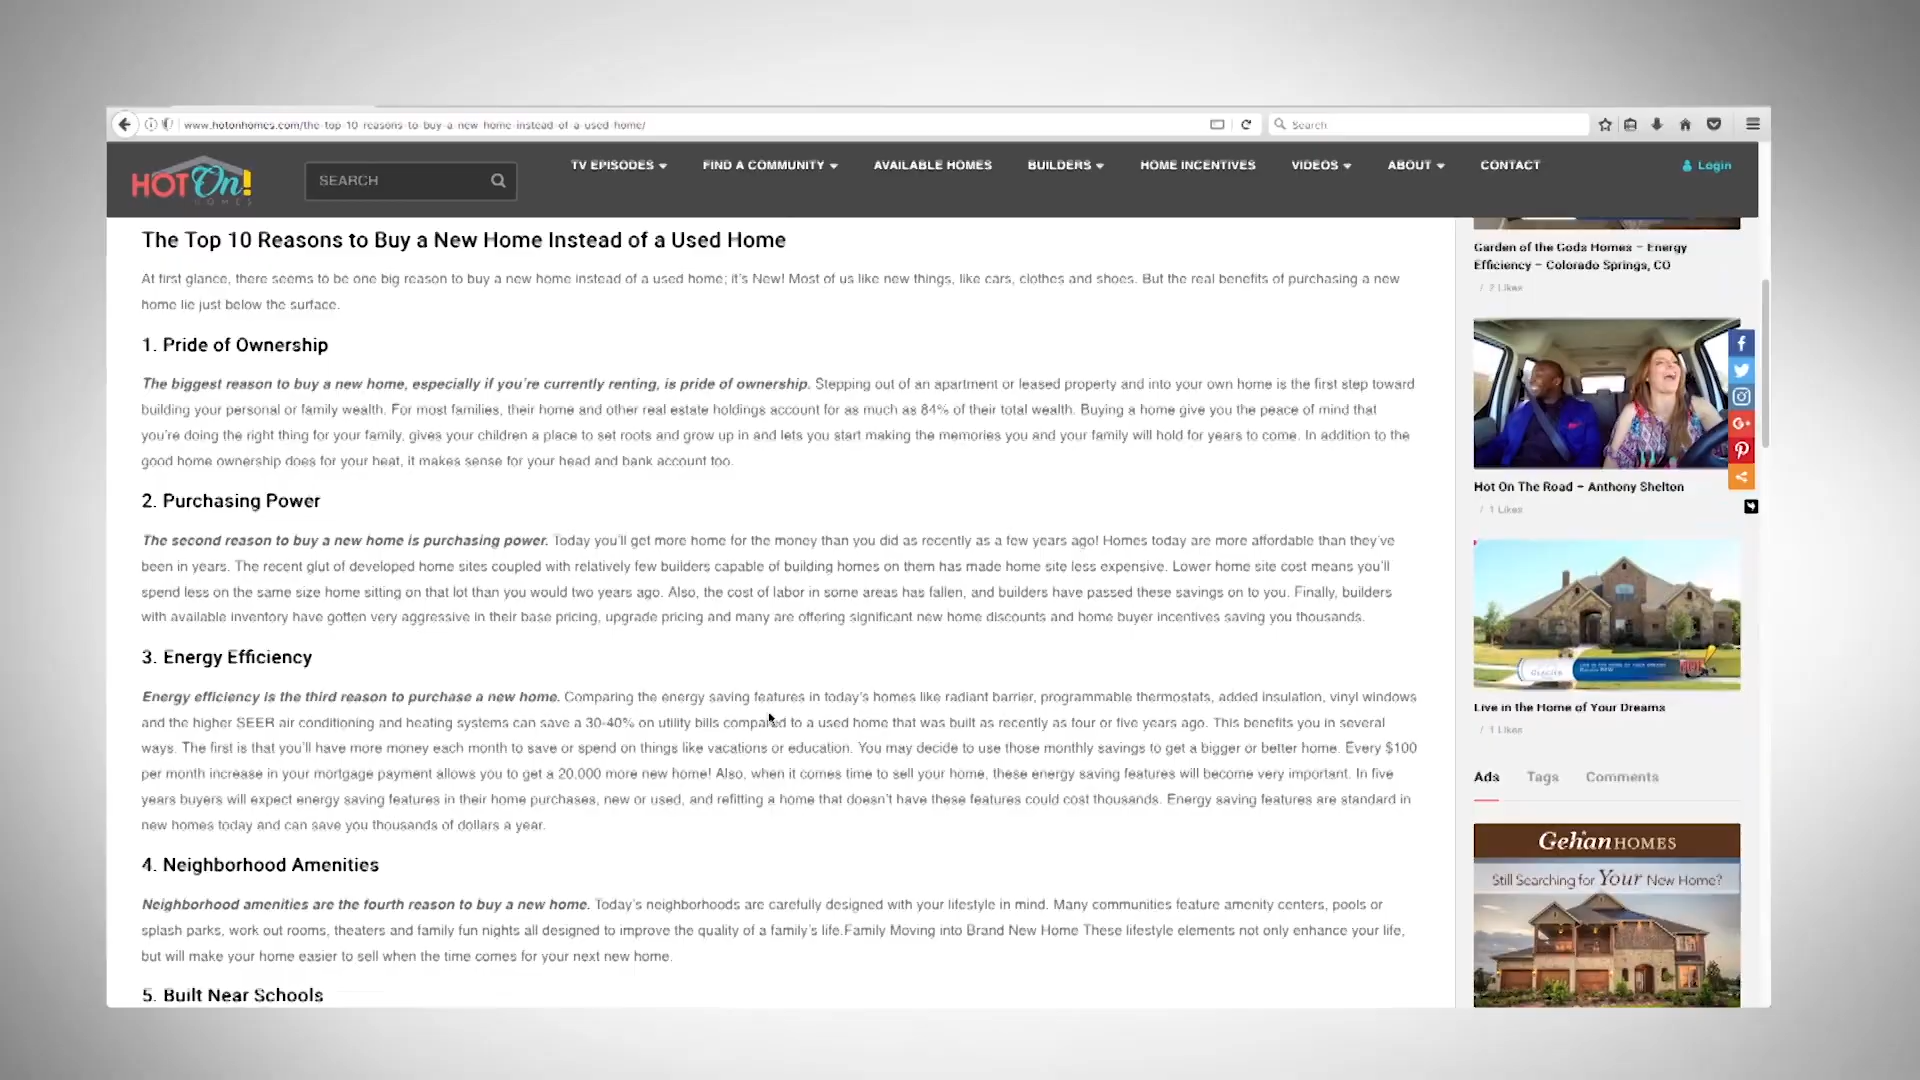 www.hotonhomes.com/the-top-10-reasons-to-buy-a-new-home-instead-of-a-used-home/
Search
HOT On!
HOMES
SEARCH
TV EPISODES
FIND A COMMUNITY
AVAILABLE HOMES
BUILDERS
HOME INCENTIVES
VIDEOS
ABOUT
CONTACT
Login
The Top 10 Reasons to Buy a New Home Instead of a Used Home
At first glance, there seems to be one big reason to buy a new home instead of a used home; it's New! Most of us like new things, like cars, clothes and shoes. But the real benefits of purchasing a new
home lie just below the surface.
1. Pride of Ownership
The biggest reason to buy a new home, especially if you're currently renting, is pride of ownership. Stepping out of an apartment or leased property and into your own home is the first step toward
building your personal or family wealth. For most families, their home and other real estate holdings account for as much as 84% of their total wealth. Buying a home give you the peace of mind that
you're doing the right thing for your family, gives your children a place to set roots and grow up in and lets you start making the memories you and your family will hold for years to come. In addition to the
good home ownership does for your heat, it makes sense for your head and bank account too.
2. Purchasing Power
The second reason to buy a new home is purchasing power. Today you'll get more home for the money than you did as recently as a few years ago! Homes today are more affordable than they've
been in years. The recent glut of developed home sites coupled with relatively few builders capable of building homes on them has made home site less expensive. Lower home site cost means you'll
spend less on the same size home sitting on that lot than you would two years ago. Also, the cost of labor in some areas has fallen, and builders have passed these savings on to you. Finally, builders
with available inventory have gotten very aggressive in their base pricing, upgrade pricing and many are offering significant new home discounts and home buyer incentives saving you thousands.
3. Energy Efficiency
Energy efficiency is the third reason to purchase a new home. Comparing the energy saving features in today's homes like radiant barrier, programmable thermostats, added insulation, vinyl windows
and the higher SEER air conditioning and heating systems can save a 30-40% on utility bills compared to a used home that was built as recently as four or five years ago. This benefits you in several
ways. The first is that you'll have more money each month to save or spend on things like vacations or education. You may decide to use those monthly savings to get a bigger or better home. Every $100
per month increase in your mortgage payment allows you to get a 20,000 more new home! Also, when it comes time to sell your home, these energy saving features will become very important. In five
years buyers will expect energy saving features in their home purchases, new or used, and refitting a home that doesn't have these features could cost thousands. Energy saving features are standard in
new homes today and can save you thousands of dollars a year.
4. Neighborhood Amenities
Neighborhood amenities are the fourth reason to buy a new home. Today's neighborhoods are carefully designed with your lifestyle in mind. Many communities feature amenity centers, pools or
splash parks, work out rooms, theaters and family fun nights all designed to improve the quality of a family's life.Family Moving into Brand New Home These lifestyle elements not only enhance your life,
but will make your home easier to sell when the time comes for your next new home.
5. Built Near Schools
Garden of the Gods Homes – Energy
Efficiency – Colorado Springs, CO
/ 2 Likes
Hot On The Road – Anthony Shelton
/ 1 Likes
Live in the Home of Your Dreams
/ 1 Likes
Ads
Tags
Comments
Gehan HOMES
Still Searching for Your New Home?